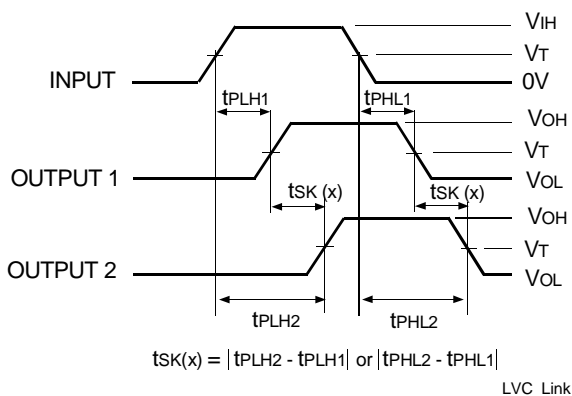 VIH
VT
INPUT
0V
tPLH1
tPHL1
VOH
VT
OUTPUT 1
tSK (x)
tSK (x)
VOL
VOH
VT
OUTPUT 2
VOL
tPLH2
tPHL2
tSK(x) = |tPLH2 - tPLH1| or |tPHL2 - tPHL1|
LVC Link